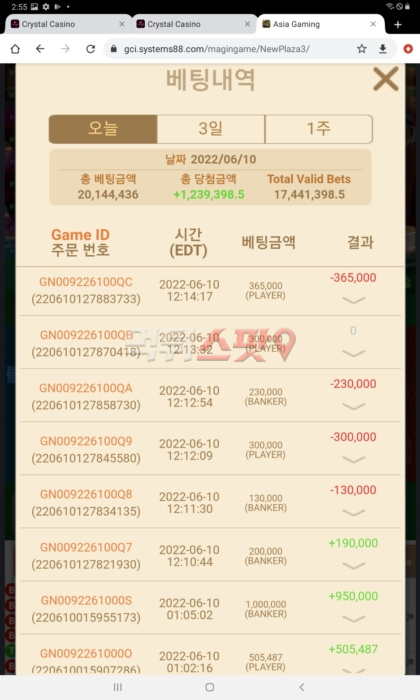 2:55
Crystal Casino
Crystal Casino
Asia Gaming
gci.systems88.com/magingame/NewPlaza3/
베팅내역
오늘 3일 1주
날짜 2022/06/10
총 베팅금액 총 당첨금액 Total Valid Bets
20,144,436 +1,239,398.5 17,441,398.5
Game ID 시간 베팅금액 결과
주문 번호 (EDT)
GN009226100QC 2022-06-10 365,000 -365,000
(220610127883733) 12:14:17 (PLAYER)
GN009226100QB 2022-06-10 300,000 0
(220610127870418) 12:13:32 (PLAYER)
먹튀스팟9
GN009226100QA 2022-06-10 230,000 -230,000
(220610127858730) 12:12:54 (BANKER)
GN009226100Q9 2022-06-10 300,000 -300,000
(220610127845580) 12:12:09 (PLAYER)
GN009226100Q8 2022-06-10 130,000 -130,000
(220610127834135) 12:11:30 (BANKER)
GN009226100Q7 2022-06-10 200,000 +190,000
(220610127821930) 12:10:44 (BANKER)
GN0092261000S 2022-06-10 1,000,000 +950,000
(220610015955173) 01:05:02 (BANKER)
GN0092261000O 2022-06-10 505,487 +505,487
(220610015907286) 01:02:16 (PLAYER)